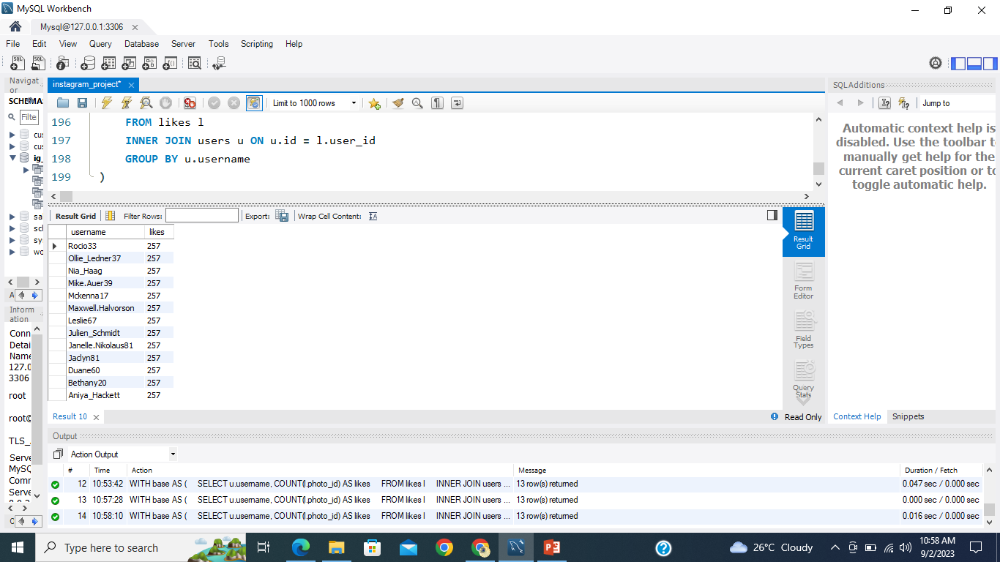 MySQL Workbench
Mysql@127.0.0.1:3306
File Edit View Query Database Server Tools Scripting Help
Navigat
or
SCHEMA
Filte
cu
cu
ig_
sa
sch
sy
wo
A
Inform
ation
Conn
Detai
Name
127.0
3306
root
root@
TLS_
Serve
MySQ
Comm
Serve
instagram_project*
Limit to 1000 rows
196 FROM likes l
197 INNER JOIN users u ON u.id = l.user_id
198 GROUP BY u.username
199 )
Result Grid Filter Rows: Export: Wrap Cell Content:
username likes
Rocio33 257
Ollie_Ledner37 257
Nia_Haag 257
Mike.Auer39 257
Mckenna17 257
Maxwell.Halvorson 257
Leslie67 257
Julien_Schmidt 257
Janelle.Nikolaus81 257
Jaclyn81 257
Duane60 257
Bethany20 257
Aniya_Hackett 257
Result
Grid
Form
Editor
Field
Types
Query
Stats
Result 10
Read Only
SQLAdditions
Jump to
Automatic context help is
disabled. Use the toolbar t
manually get help for the
current caret position or to
toggle automatic help.
Context Help Snippets
Output
Action Output
# Time Action Message Duration / Fetch
12 10:53:42 WITH base AS ( SELECT u.username, COUNT(l.photo_id) AS likes FROM likes l INNER JOIN users ... 13 row(s) returned 0.047 sec / 0.000 sec
13 10:57:28 WITH base AS ( SELECT u.username, COUNT(l.photo_id) AS likes FROM likes l INNER JOIN users ... 13 row(s) returned 0.000 sec / 0.000 sec
14 10:58:10 WITH base AS ( SELECT u.username, COUNT(l.photo_id) AS likes FROM likes l INNER JOIN users ... 13 row(s) returned 0.016 sec / 0.000 sec
Type here to search
26°C Cloudy
10:58 AM
9/2/2023